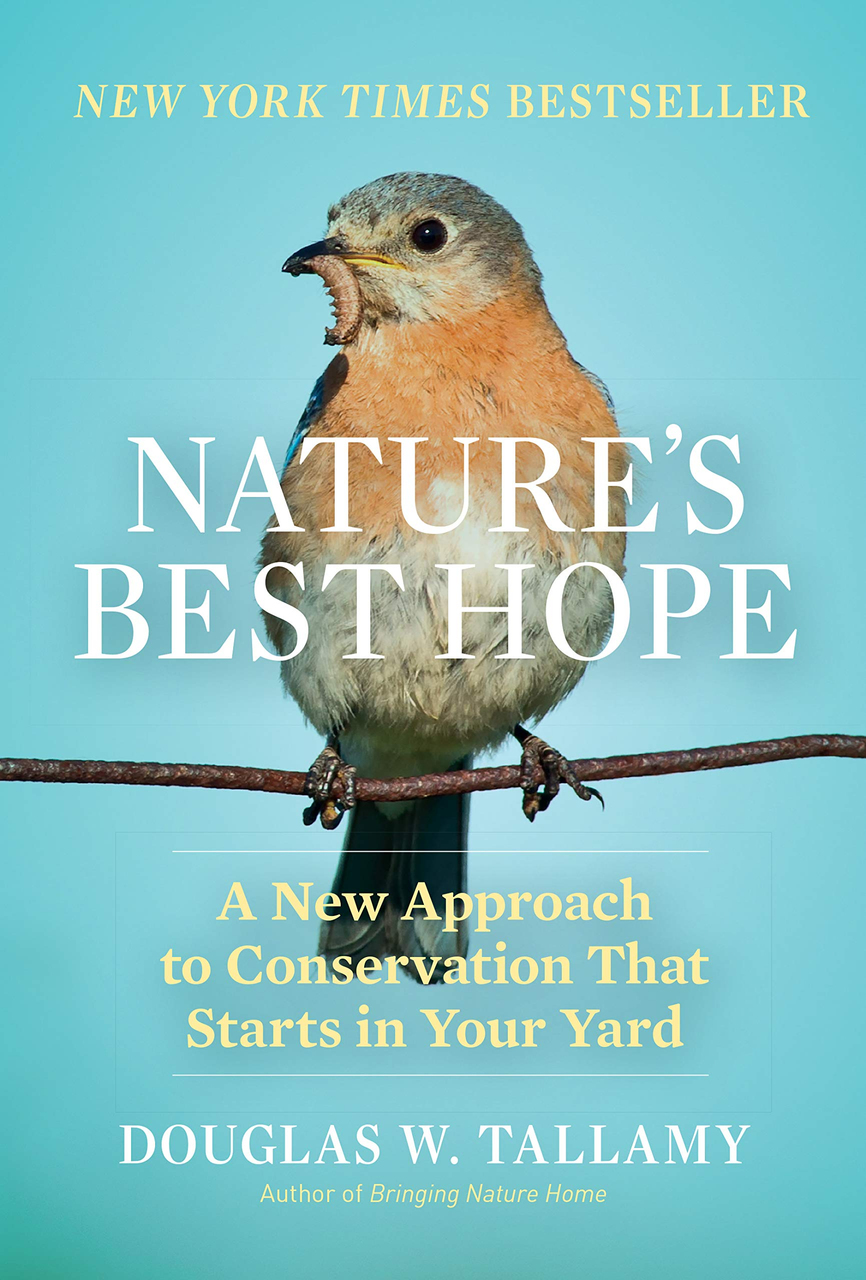 NEW YORK TIMES BESTSELLER
NATURE’S
BEST HOPE
A New Approach
to Conservation That
Starts in Your Yard
DOUGLAS W. TALLAMY
Author of Bringing Nature Home